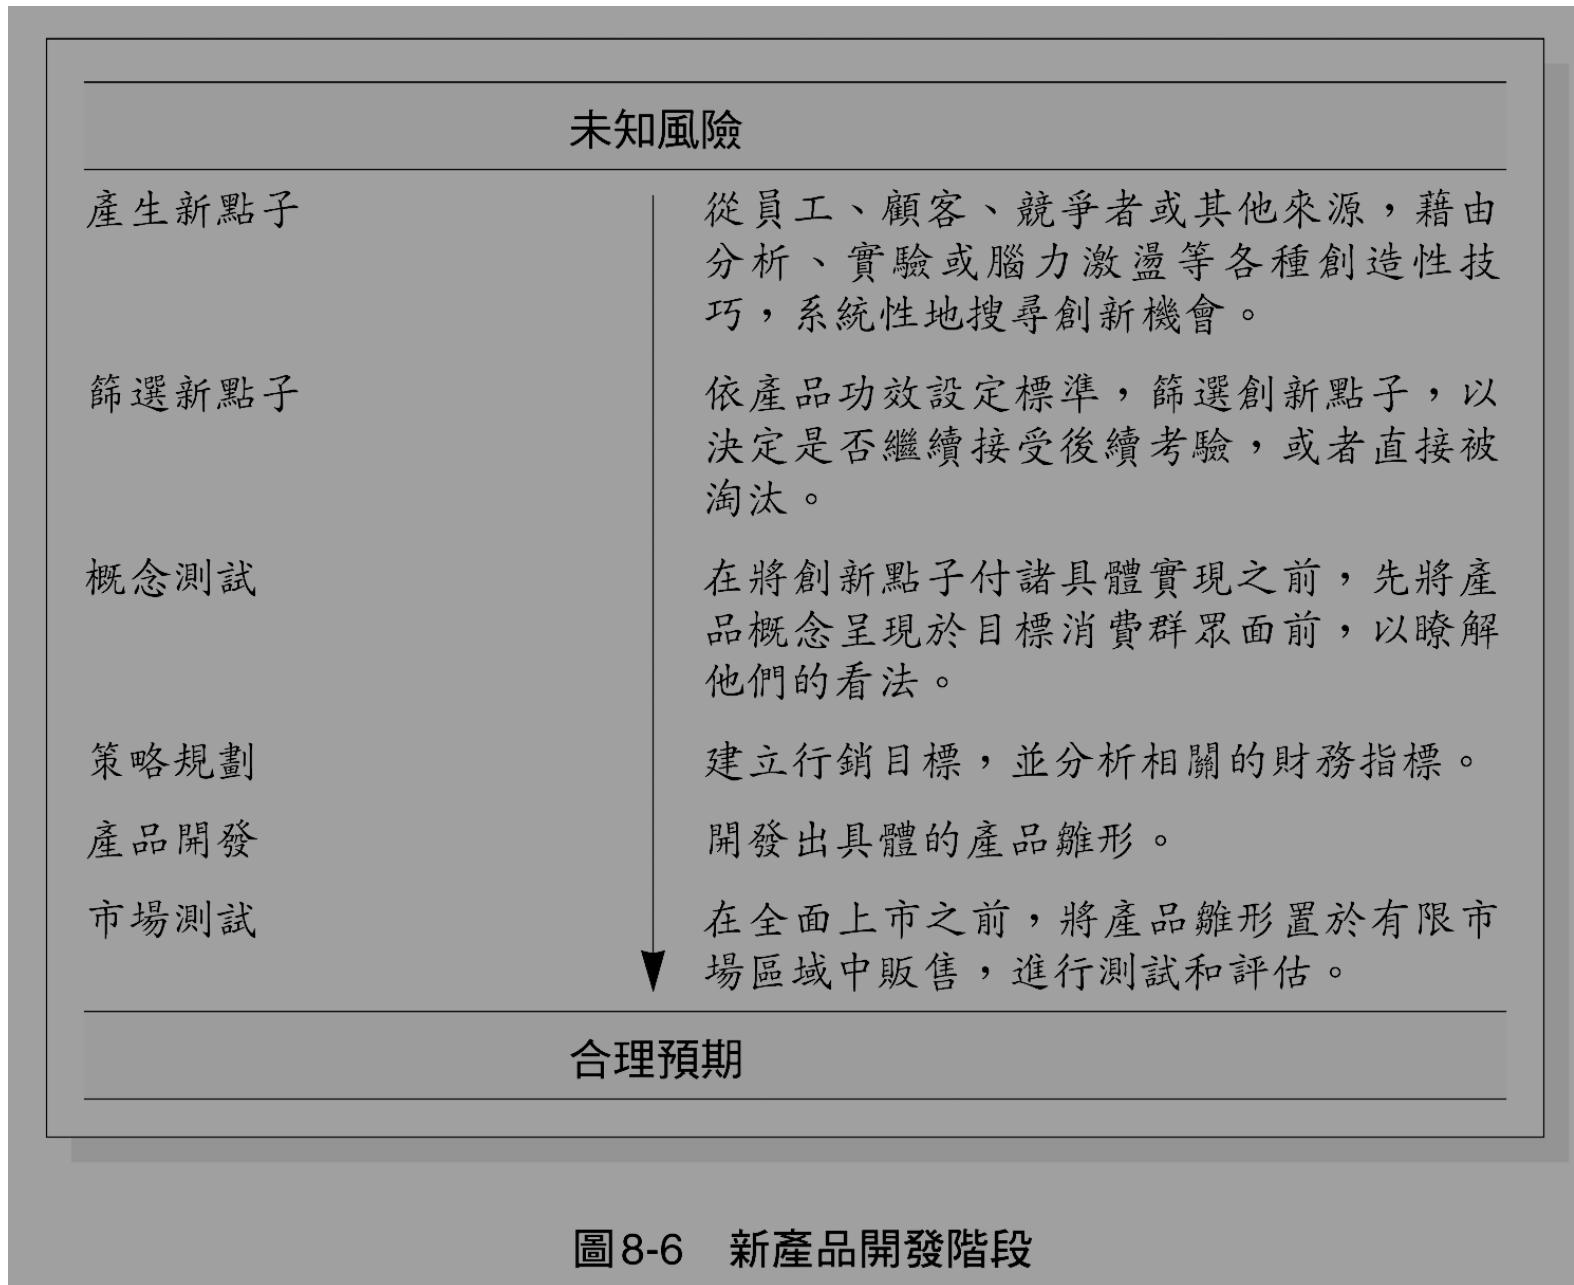 未知風險
產生新點子
從員工、顧客、競爭者或其他來源，藉由
分析、實驗或腦力激盪等各種創造性技
巧，系統性地搜尋創新機會。
篩選新點子
依產品功效設定標準，篩選創新點子，以
決定是否繼續接受後續考驗，或者直接被
淘汰。
概念測試
在將創新點子付諸具體實現之前，先將產
品概念呈現於目標消費群眾面前，以瞭解
他們的看法。
策略規劃
建立行銷目標，並分析相關的財務指標。
產品開發
開發出具體的產品雛形。
市場測試
在全面上市之前，將產品雛形置於有限市
場區域中販售，進行測試和評估。
合理預期
圖8-6　新產品開發階段